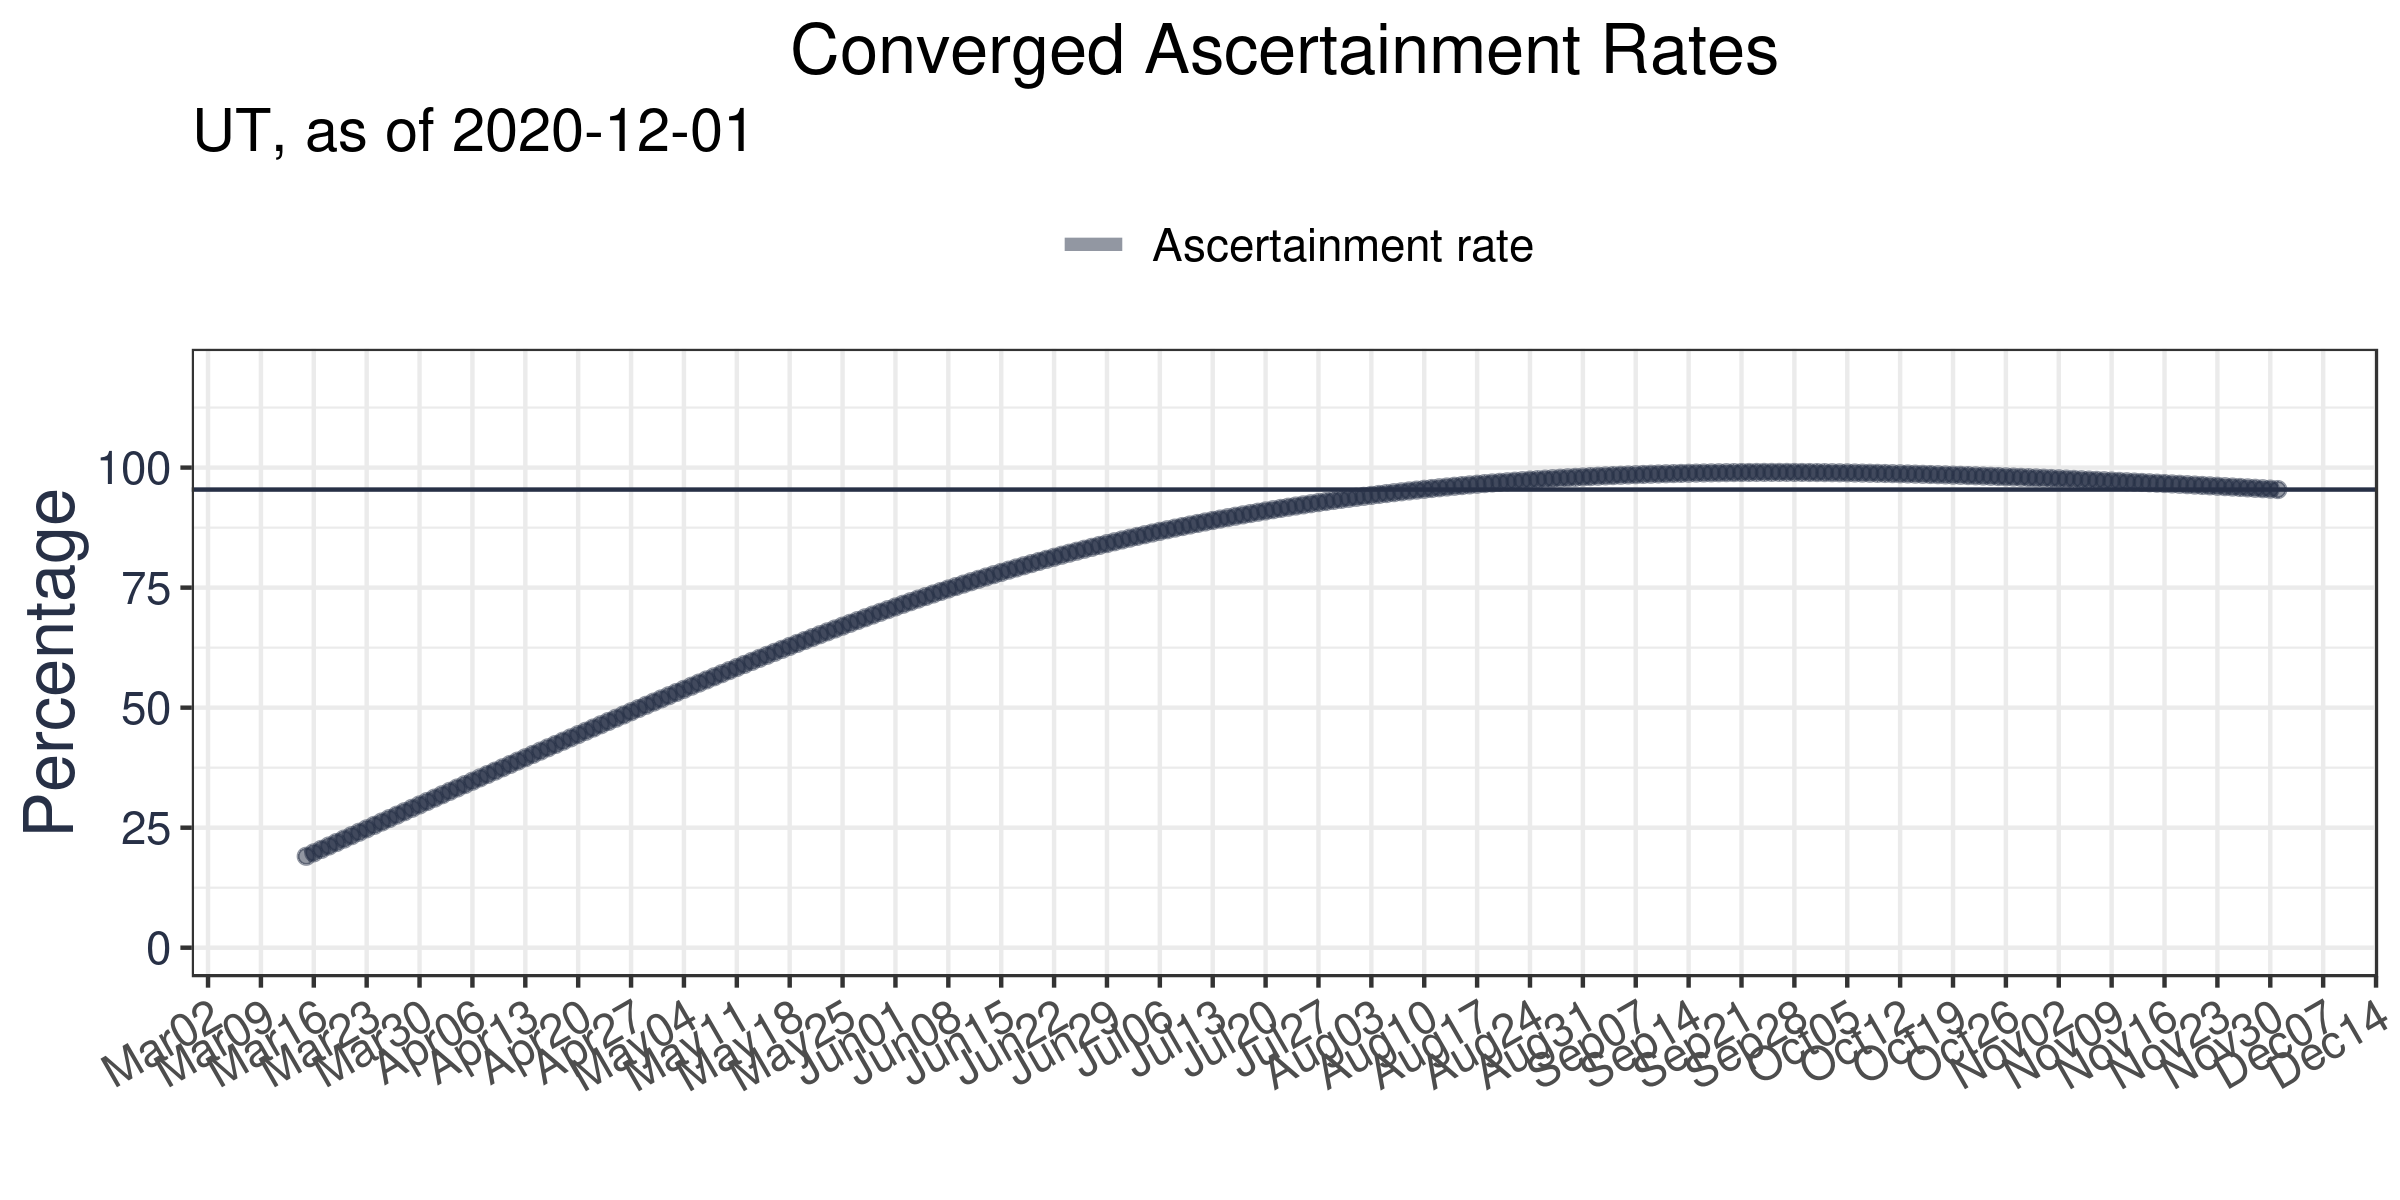 Converged Ascertainment Rates
UT, as of 2020-12-01
Ascertainment rate
Percentage
100
75
50
25
0
Mar02 Mar09 Mar16 Mar23 Mar30 Apr06 Apr13 Apr20 Apr27 May04 May11 May18 May25 Jun01 Jun08 Jun15 Jun22 Jun29 Jul06 Jul13 Jul20 Jul27 Aug03 Aug10 Aug17 Aug24 Aug31 Sep07 Sep14 Sep21 Sep28 Oct05 Oct12 Oct19 Oct26 Nov02 Nov09 Nov16 Nov23 Nov30 Dec07 Dec14